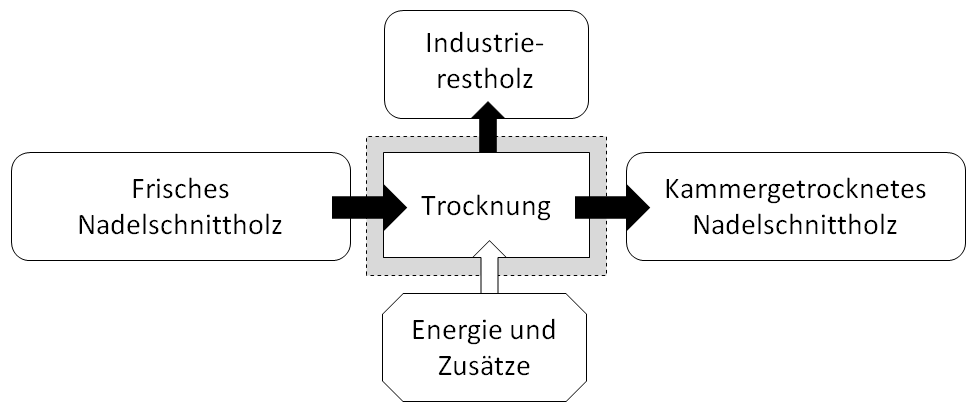 Industrie-
restholz
Frisches
Nadelschnittholz
Trocknung
Kammergetrocknetes
Nadelschnittholz
Energie und
Zusätze